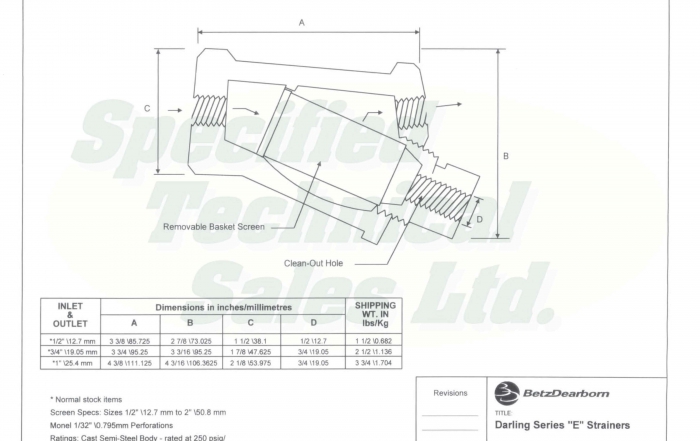 A
Specified
C
B
Technical
D
Removable Basket Screen
Clean-Out Hole
Sales Ltd.
INLET & OUTLET
Dimensions in inches/millimetres
SHIPPING WT. IN lbs/Kg
A B C D
*1/2" \12.7 mm 3 3/8 \85.725 2 7/8 \73.025 1 1/2 \38.1 1/2 \12.7 1 1/2 \0.682
*3/4" \19.05 mm 3 3/4 \95.25 3 3/16 \95.25 1 7/8 \47.625 3/4 \19.05 2 1/2 \1.136
*1" \25.4 mm 4 3/8 \111.125 4 3/16 \106.3625 2 1/8 \53.975 3/4 \19.05 3 3/4 \1.704
* Normal stock items
Screen Specs: Sizes 1/2" \12.7 mm to 2" \50.8 mm
Monel 1/32" \0.795mm Perforations
Ratings: Cast Semi-Steel Body - rated at 250 psig/
Revisions
BetzDearborn
TITLE:
Darling Series "E" Strainers